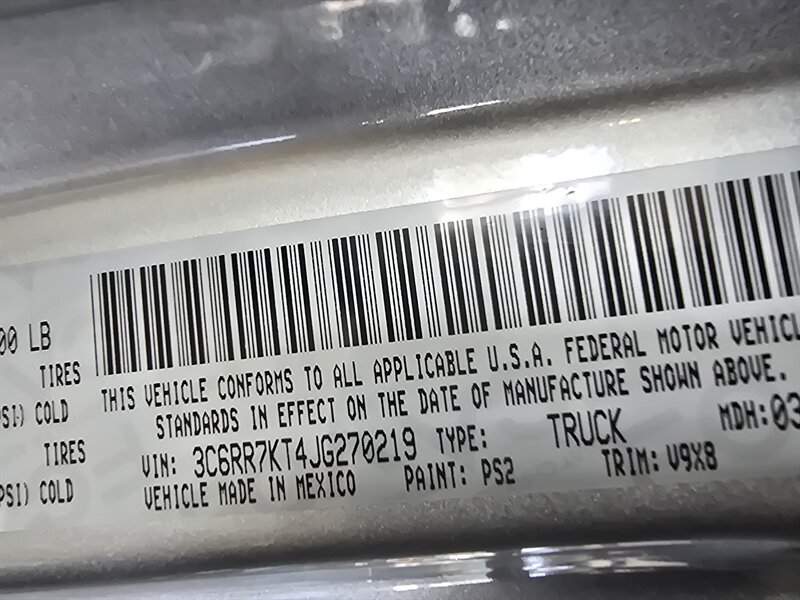 00 LB
TIRES
COLD
TIRES
PSI) COLD
THIS VEHICLE CONFORMS TO ALL APPLICABLE U.S.A. FEDERAL MOTOR VEHICL
STANDARDS IN EFFECT ON THE DATE OF MANUFACTURE SHOWN ABOVE.
VIN: 3C6RR7KT4JG270219 TYPE: TRUCK MDH:03
VEHICLE MADE IN MEXICO PAINT: PS2 TRIM: V9X8